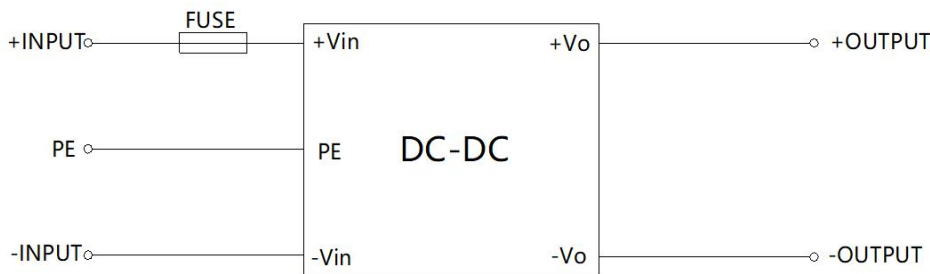 FUSE
+INPUT +Vin +Vo +OUTPUT
PE PE DC-DC
-INPUT -Vin -Vo -OUTPUT